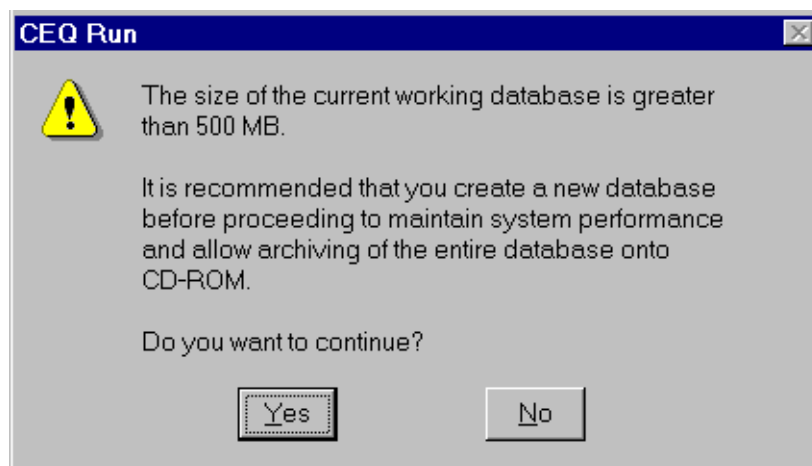 CEQ Run
The size of the current working database is greater
than 500 MB.
It is recommended that you create a new database
before proceeding to maintain system performance
and allow archiving of the entire database onto
CD-ROM.
Do you want to continue?
Yes
No